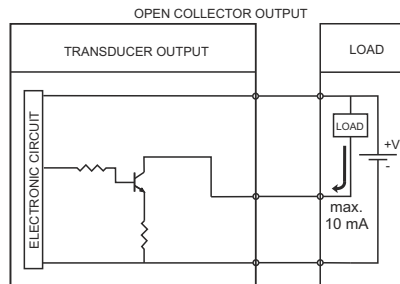 OPEN COLLECTOR OUTPUT
TRANSDUCER OUTPUT
LOAD
ELECTRONIC CIRCUIT
LOAD
+V
-
max.
10 mA